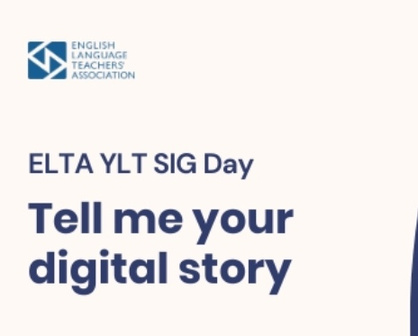 ENGLISH
LANGUAGE
TEACHERS'
ASSOCIATION
ELTA YLT SIG Day
Tell me your
digital story